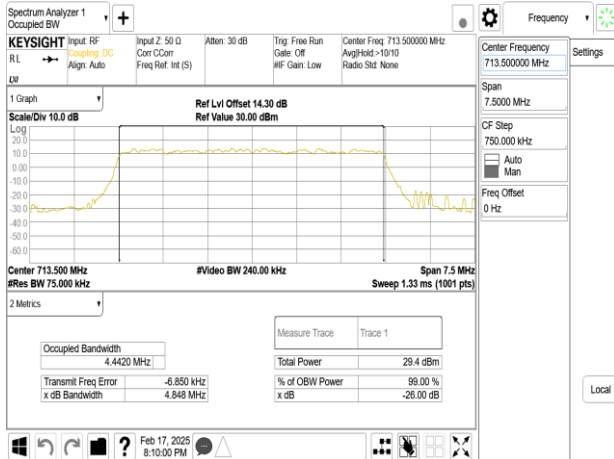 Spectrum Analyzer 1
Occupied BW
Frequency
KEYSIGHT
RL
LXI
Input: RF
Coupling: DC
Align: Auto
Input Z: 50 Ω
Corr CCorr
Freq Ref: Int (S)
Atten: 30 dB
Trig: Free Run
Gate: Off
#IF Gain: Low
Center Freq: 713.500000 MHz
Avg|Hold:>10/10
Radio Std: None
Center Frequency
713.500000 MHz
Settings
Span
7.5000 MHz
CF Step
750.000 kHz
Auto
Man
Freq Offset
0 Hz
Local
1 Graph
Scale/Div 10.0 dB
Ref Lvl Offset 14.30 dB
Ref Value 30.00 dBm
Log
20.0
10.0
0.00
-10.0
-20.0
-30.0
-40.0
-50.0
-60.0
Center 713.500 MHz
#Video BW 240.00 kHz
Span 7.5 MHz
#Res BW 75.000 kHz
Sweep 1.33 ms (1001 pts)
2 Metrics
Measure Trace
Trace 1
Occupied Bandwidth
4.4420 MHz
Total Power
29.4 dBm
Transmit Freq Error
-6.850 kHz
% of OBW Power
99.00 %
x dB Bandwidth
4.848 MHz
x dB
-26.00 dB
Feb 17, 2025
8:10:00 PM